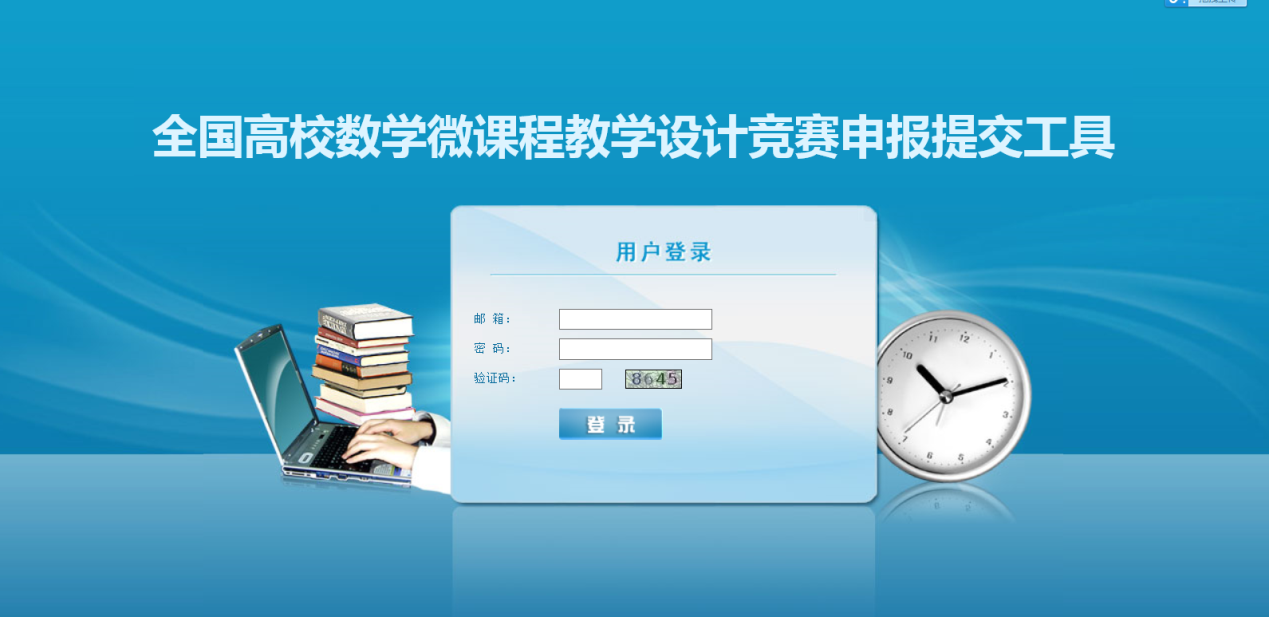 全国高校数学微课程教学设计竞赛申报提交工具
用户登录
邮 箱：
密 码：
验证码：
8645
登 录